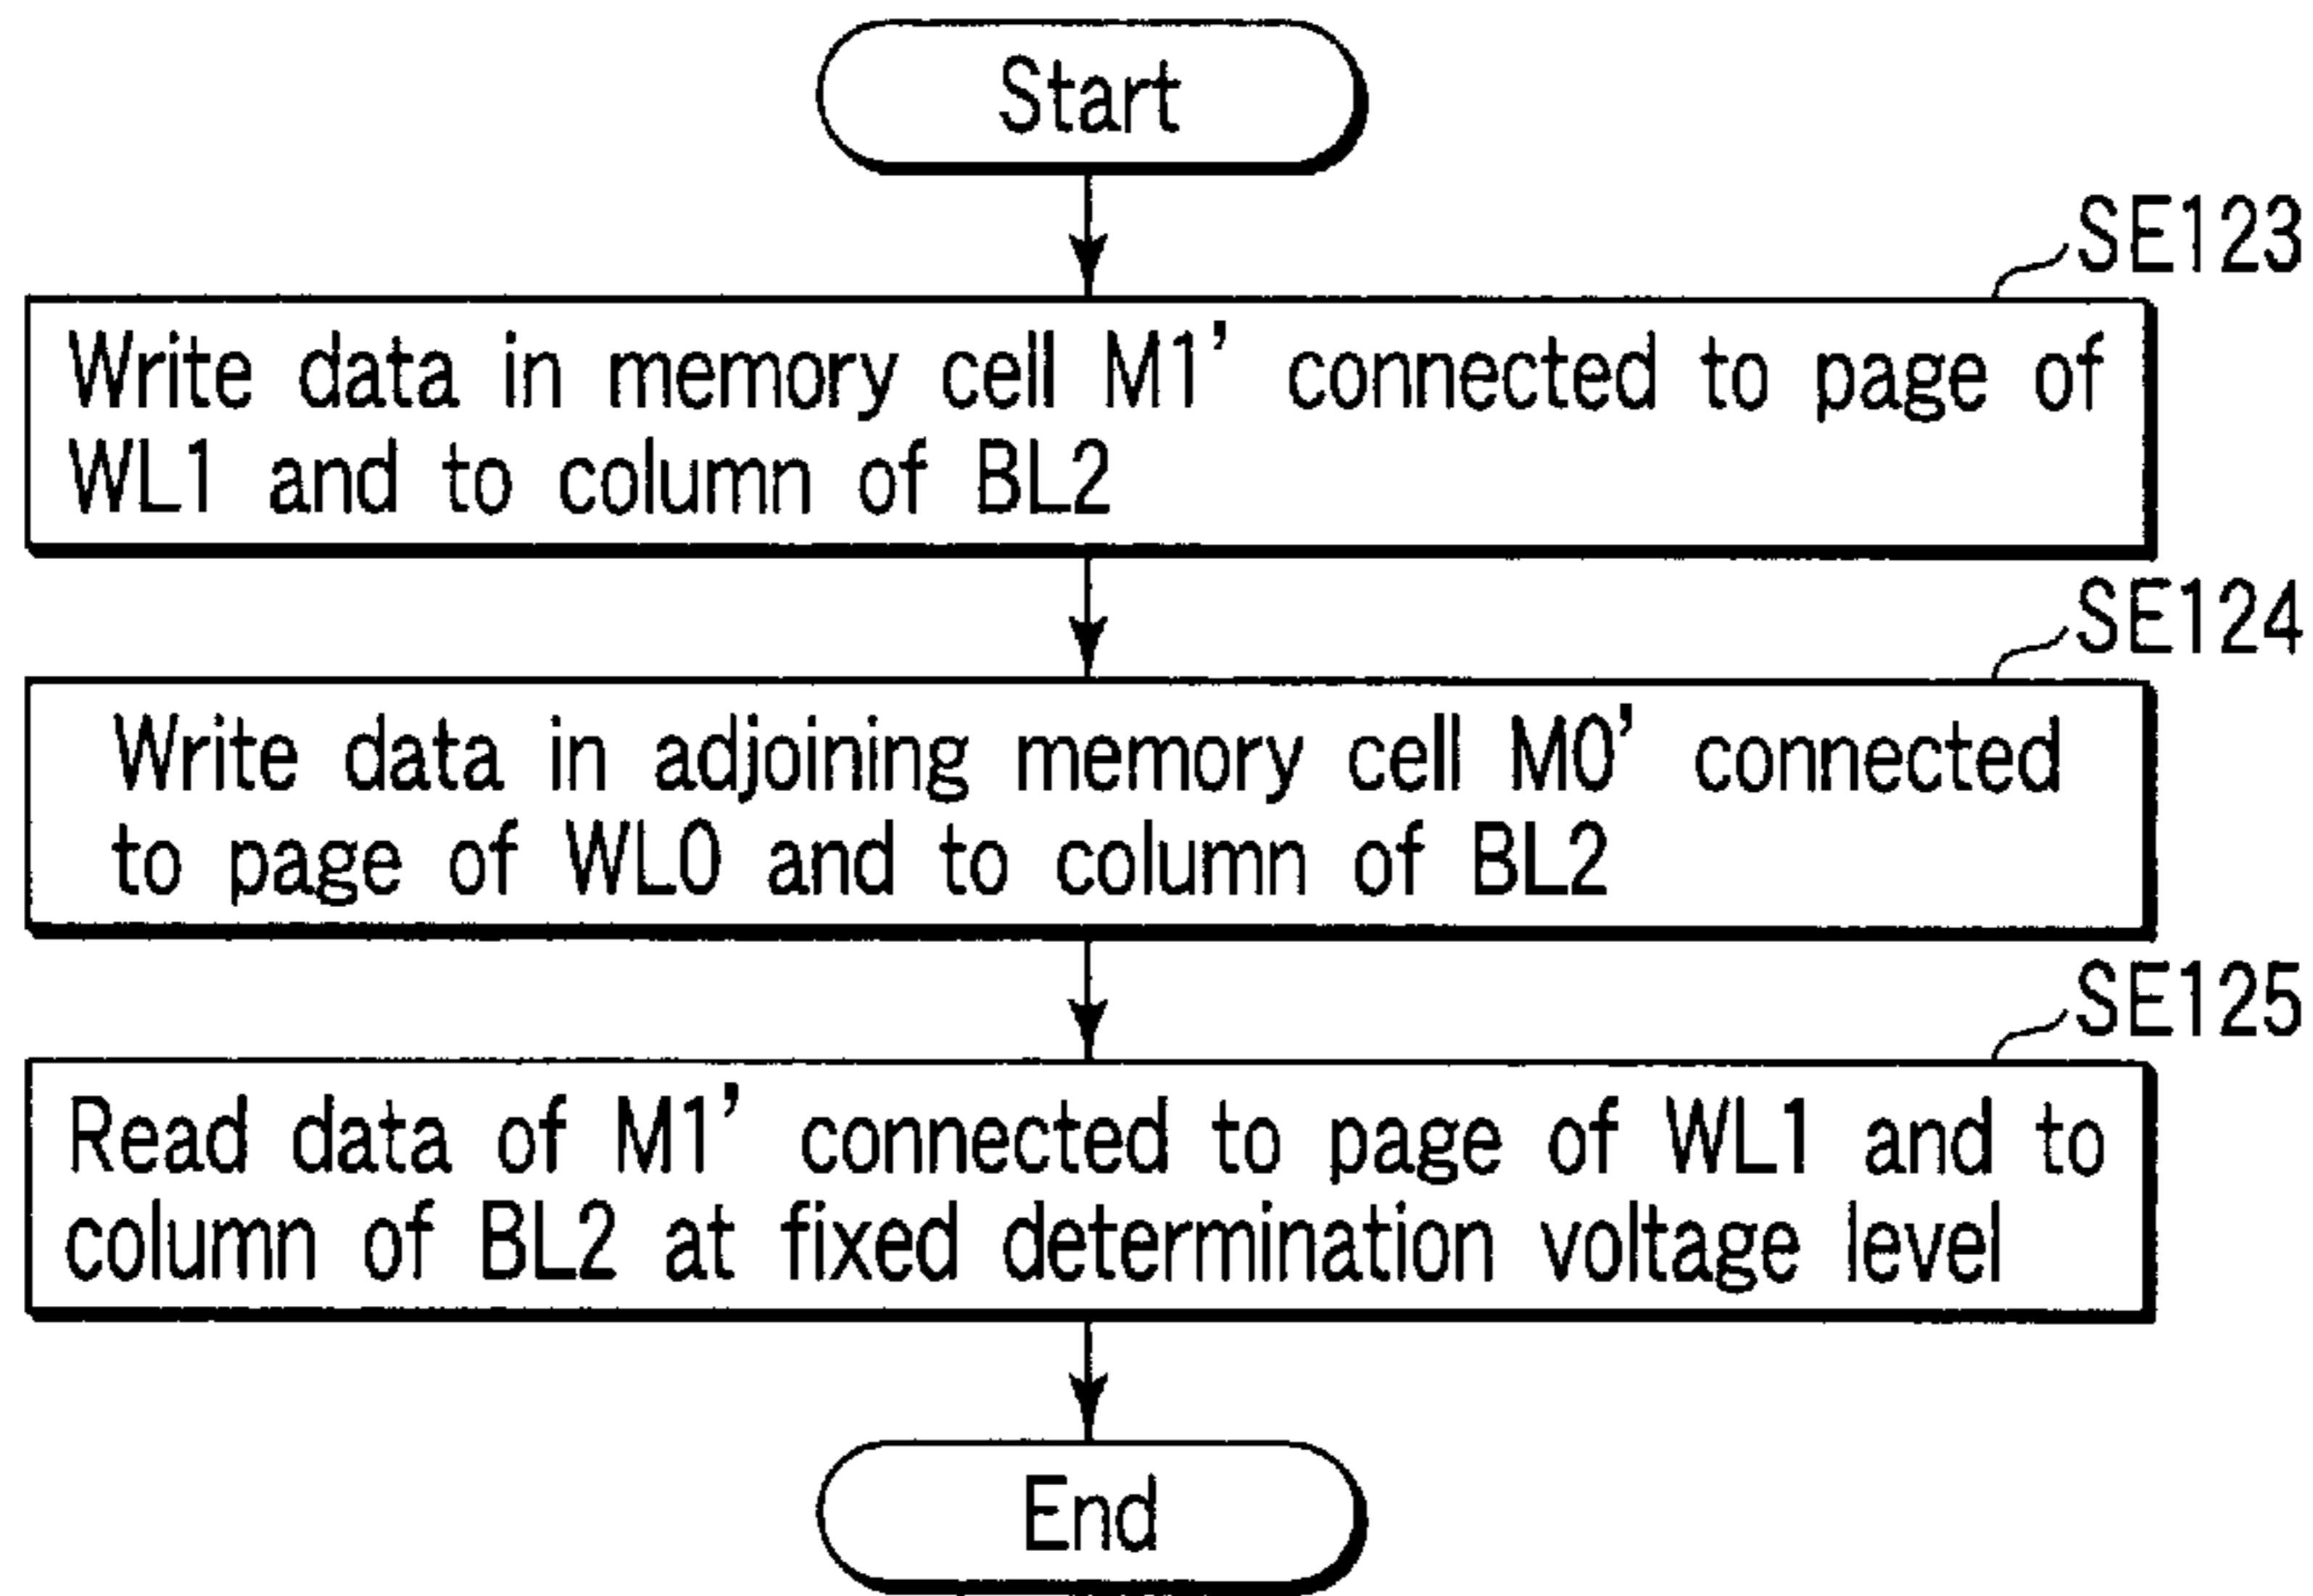 Start
SE123
Write data in memory cell M1' connected to page of
WL1 and to column of BL2
SE124
Write data in adjoining memory cell M0' connected
to page of WL0 and to column of BL2
SE125
Read data of M1' connected to page of WL1 and to
column of BL2 at fixed determination voltage level
End